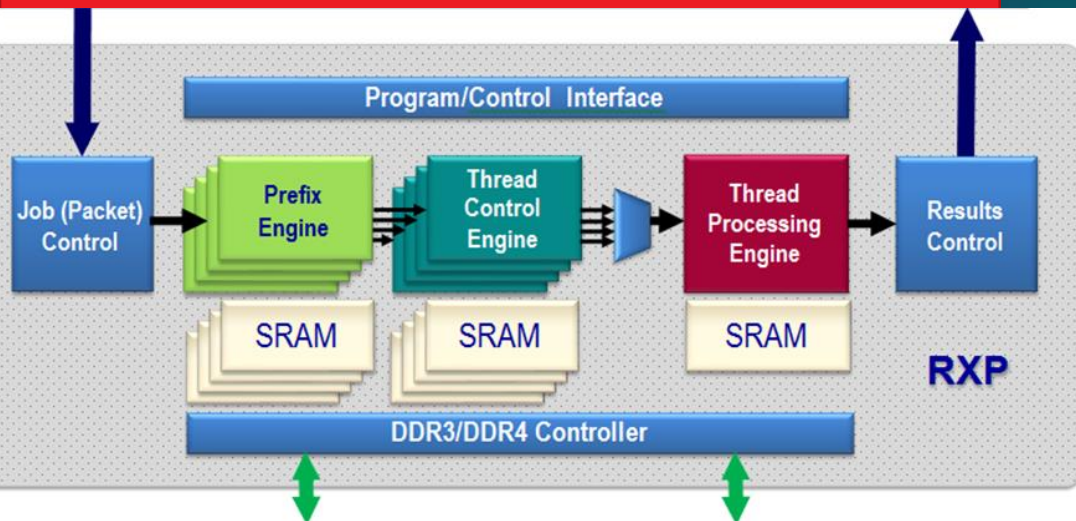 Program/Control Interface
Job (Packet)
Control
Prefix
Engine
Thread
Control
Engine
Thread
Processing
Engine
Results
Control
SRAM
SRAM
SRAM
RXP
DDR3/DDR4 Controller